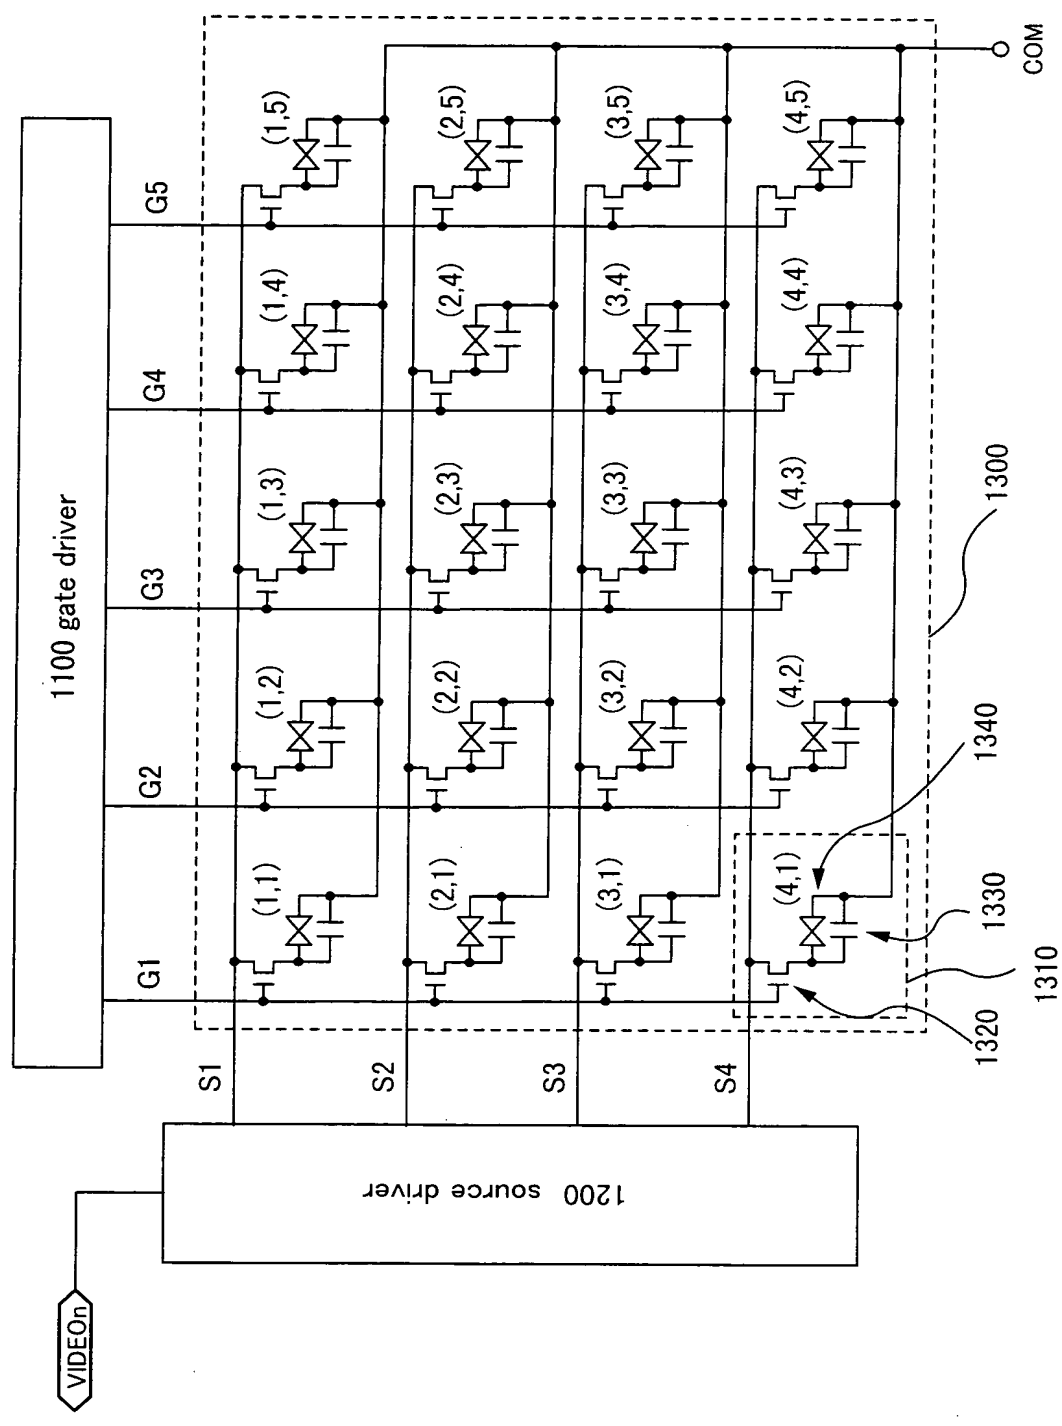 1100 gate driver
G1
G2
G3
G4
G5
VIDEOn
1200 source driver
S1
(1,1)
(1,2)
(1,3)
(1,4)
(1,5)
S2
(2,1)
(2,2)
(2,3)
(2,4)
(2,5)
S3
(3,1)
(3,2)
(3,3)
(3,4)
(3,5)
S4
(4,1)
(4,2)
(4,3)
(4,4)
(4,5)
COM
1320
1310
1330
1340
1300